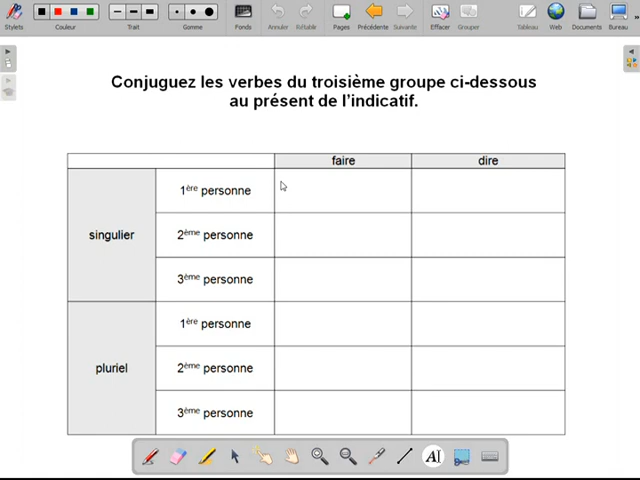 Stylets
Couleur
Trait
Gomme
Fonds
Annuler
Rétablir
Pages
Précédente
Suivante
Effacer
Grouper
Tableau
Web
Documents
Bureau
Conjuguez les verbes du troisième groupe ci-dessous
au présent de l'indicatif.
faire dire
singulier
1ère personne
2ème personne
3ème personne
pluriel
1ère personne
2ème personne
3ème personne
AI